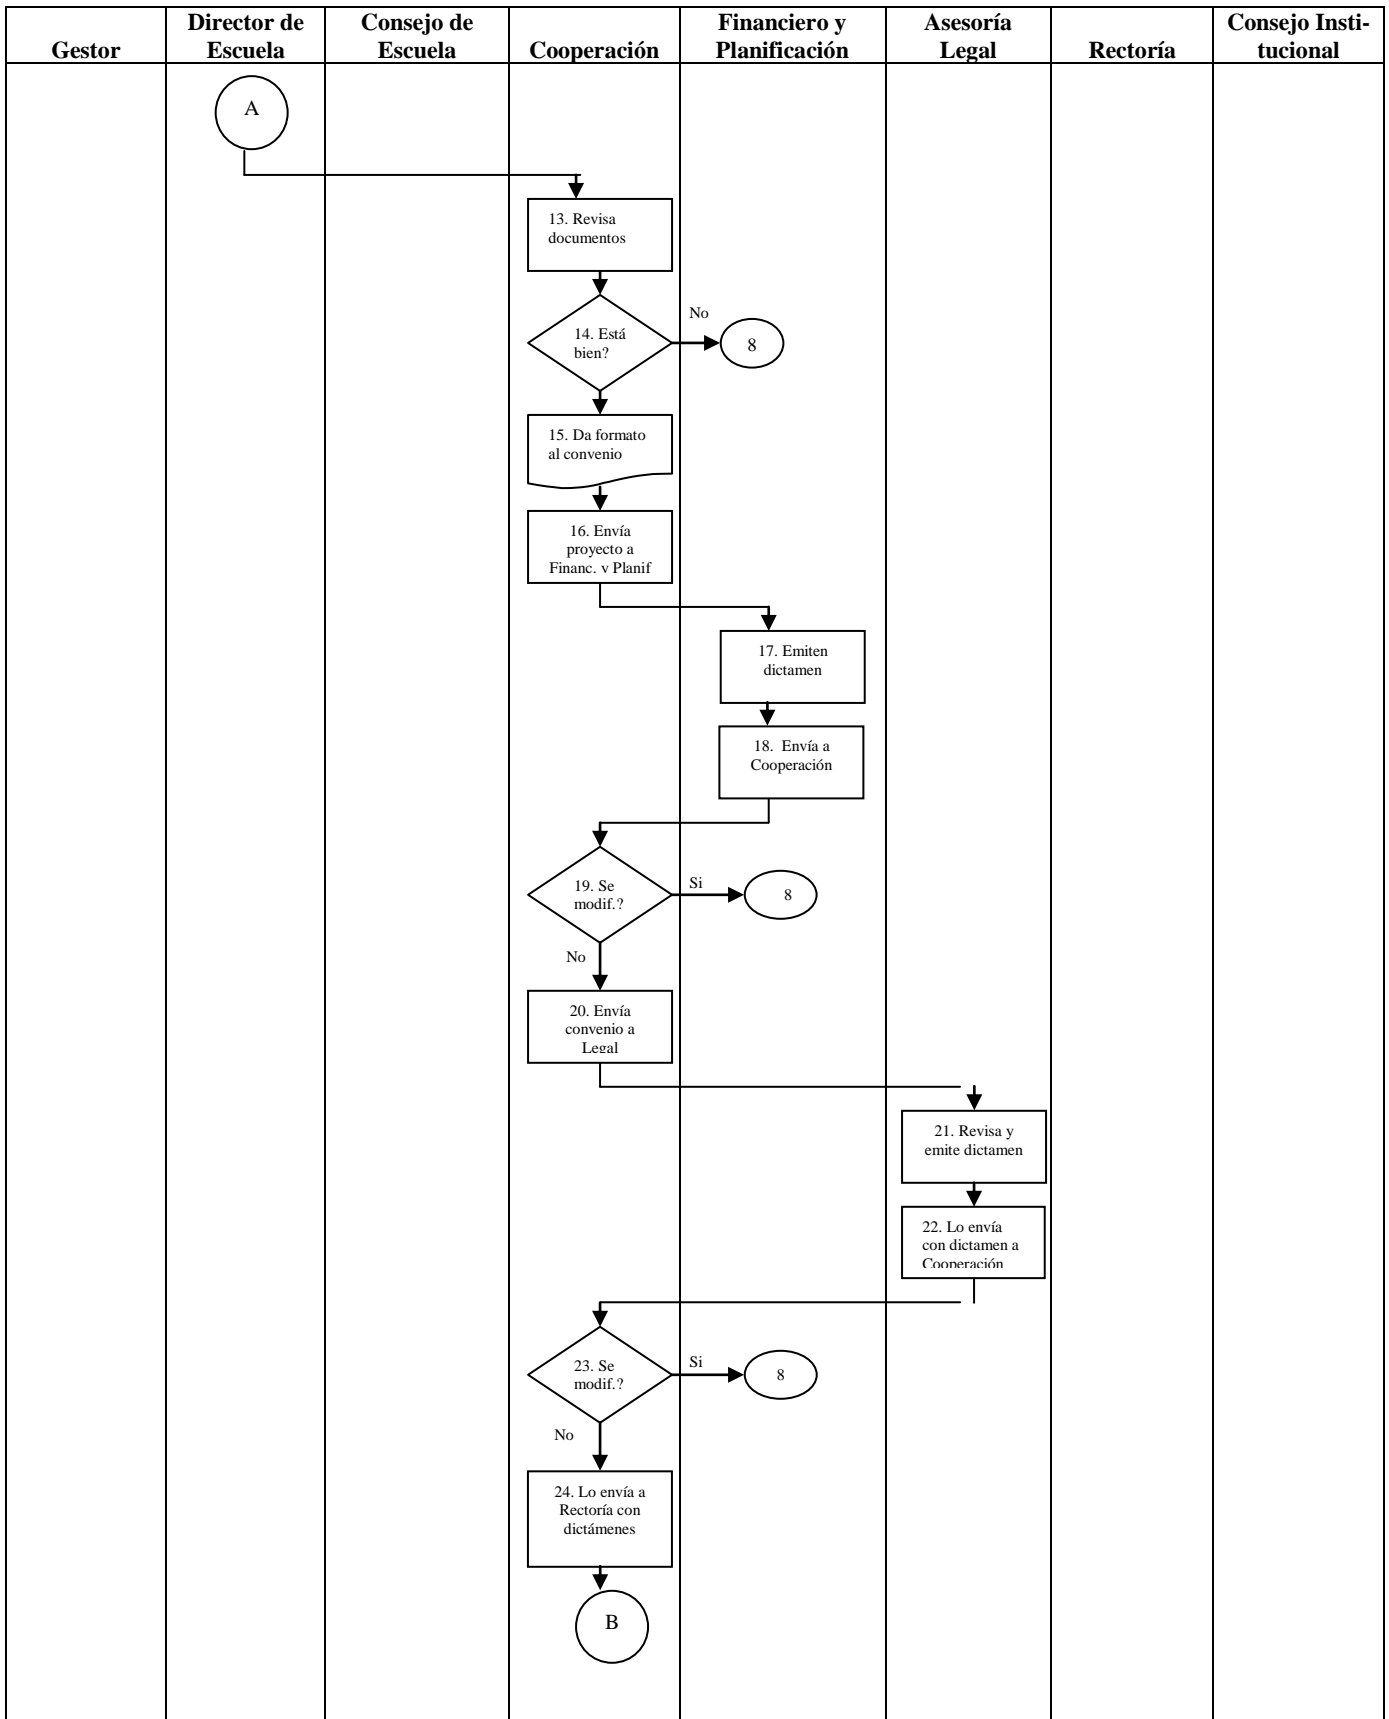 Gestor
Director de
Escuela
Consejo de
Escuela
Cooperación
Financiero y
Planificación
Asesoría
Legal
Rectoría
Consejo Insti-
tucional
A
13. Revisa
documentos
14. Está
bien?
No
8
15. Da formato
al convenio
16. Envía
proyecto a
Financ. y Planif
17. Emiten
dictamen
18. Envía a
Cooperación
19. Se
modif.?
Si
8
No
20. Envía
convenio a
Legal
21. Revisa y
emite dictamen
22. Lo envía
con dictamen a
Cooperación
23. Se
modif.?
Si
8
No
24. Lo envía a
Rectoría con
dictámenes
B